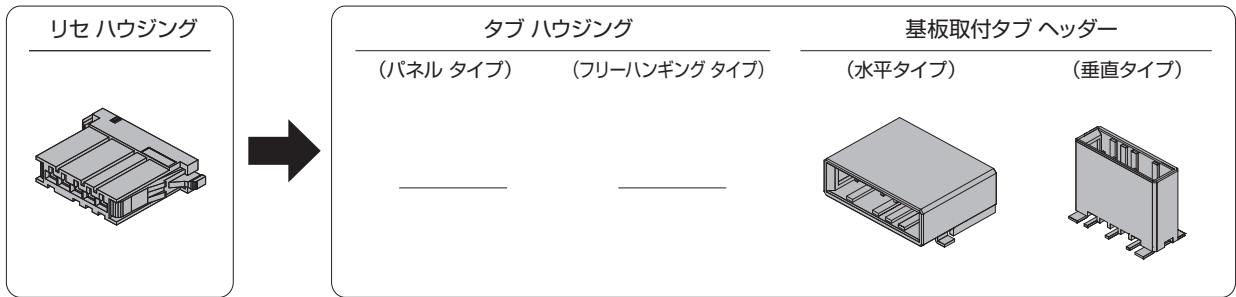 リセ ハウジング
タブ ハウジング
基板取付タブ ヘッダー
（パネル タイプ）
（フリーハンギング タイプ）
（水平タイプ）
（垂直タイプ）